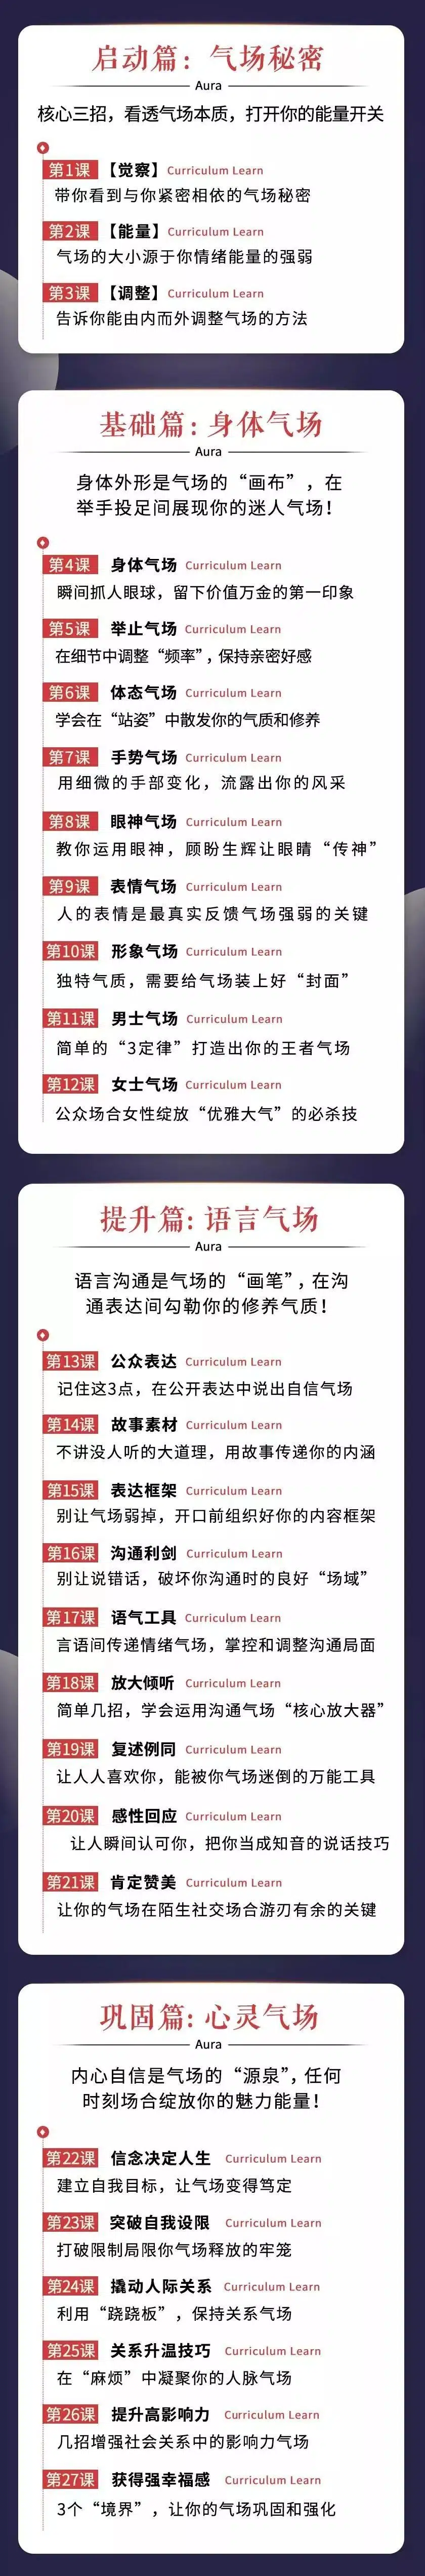 启动篇：气场秘密
Aura
核心三招，看透气场本质，打开你的能量开关
第1课 【觉察】 Curriculum Learn
带你看到与你紧密相依的气场秘密
第2课 【能量】 Curriculum Learn
气场的大小源于你情绪能量的强弱
第3课 【调整】 Curriculum Learn
告诉你能由内而外调整气场的方法
基础篇：身体气场
Aura
身体外形是气场的“画布”，在
举手投足间展现你的迷人气场！
第4课 身体气场 Curriculum Learn
瞬间抓人眼球，留下价值万金的第一印象
第5课 举止气场 Curriculum Learn
在细节中调整“频率”，保持亲密好感
第6课 体态气场 Curriculum Learn
学会在“站姿”中散发你的气质和修养
第7课 手势气场 Curriculum Learn
用细微的手部变化，流露出你的风采
第8课 眼神气场 Curriculum Learn
教你运用眼神，顾盼生辉让眼睛“传神”
第9课 表情气场 Curriculum Learn
人的表情是最真实反馈气场强弱的关键
第10课 形象气场 Curriculum Learn
独特气质，需要给气场装上好“封面”
第11课 男士气场 Curriculum Learn
简单的“3定律”打造出你的王者气场
第12课 女士气场 Curriculum Learn
公众场合女性绽放“优雅大气”的必杀技
提升篇：语言气场
Aura
语言沟通是气场的“画笔”，在沟
通表达间勾勒你的修养气质！
第13课 公众表达 Curriculum Learn
记住这3点，在公开表达中说出自信气场
第14课 故事素材 Curriculum Learn
不讲没人听的大道理，用故事传递你的内涵
第15课 表达框架 Curriculum Learn
别让气场弱掉，开口前组织好你的内容框架
第16课 沟通利剑 Curriculum Learn
别让说错话，破坏你沟通时的良好“场域”
第17课 语气工具 Curriculum Learn
言语间传递情绪气场，掌控和调整沟通局面
第18课 放大倾听 Curriculum Learn
简单几招，学会运用沟通气场“核心放大器”
第19课 复述例同 Curriculum Learn
让人人喜欢你，能被你气场迷倒的万能工具
第20课 感性回应 Curriculum Learn
让人瞬间认可你，把你当成知音的说话技巧
第21课 肯定赞美 Curriculum Learn
让你的气场在陌生社交场合游刃有余的关键
巩固篇：心灵气场
Aura
内心自信是气场的“源泉”，任何
时刻场合绽放你的魅力能量！
第22课 信念决定人生 Curriculum Learn
建立自我目标，让气场变得笃定
第23课 突破自我设限 Curriculum Learn
打破限制局限你气场释放的牢笼
第24课 撬动人际关系 Curriculum Learn
利用“跷跷板”，保持关系气场
第25课 关系升温技巧 Curriculum Learn
在“麻烦”中凝聚你的人脉气场
第26课 提升高影响力 Curriculum Learn
几招增强社会关系中的影响力气场
第27课 获得强幸福感 Curriculum Learn
3个“境界”，让你的气场巩固和强化